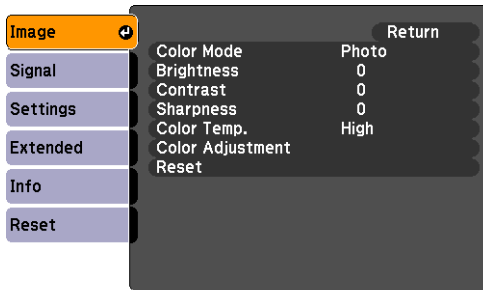 Image
Signal
Settings
Extended
Info
Reset
Return
Color Mode Photo
Brightness 0
Contrast 0
Sharpness 0
Color Temp. High
Color Adjustment
Reset